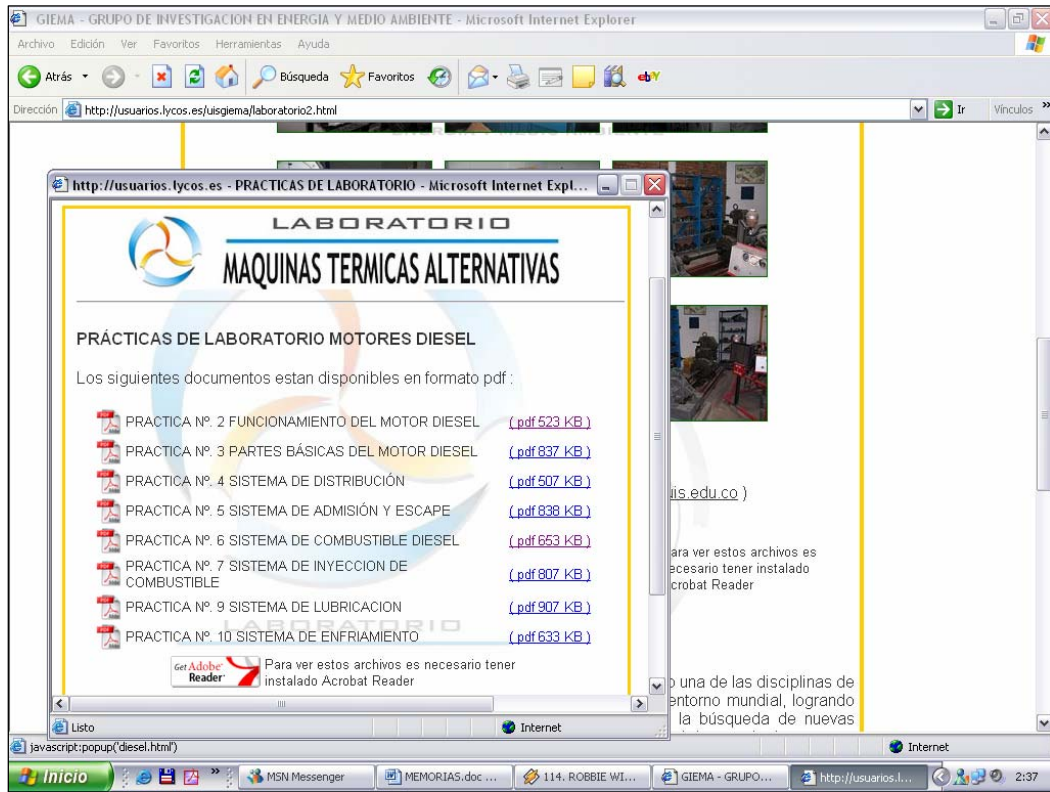 GIEMA - GRUPO DE INVESTIGACION EN ENERGIA Y MEDIO AMBIENTE - Microsoft Internet Explorer
Archivo Edición Ver Favoritos Herramientas Ayuda
Atrás Búsqueda Favoritos ebY
Dirección http://usuarios.lycos.es/uisgiema/laboratorio2.html Ir Vínculos »
http://usuarios.lycos.es - PRACTICAS DE LABORATORIO - Microsoft Internet Expl...
LABORATORIO
MAQUINAS TERMICAS ALTERNATIVAS
PRÁCTICAS DE LABORATORIO MOTORES DIESEL
Los siguientes documentos estan disponibles en formato pdf :
PRACTICA Nº. 2 FUNCIONAMIENTO DEL MOTOR DIESEL ( pdf 523 KB )
PRACTICA Nº. 3 PARTES BÁSICAS DEL MOTOR DIESEL ( pdf 837 KB )
PRACTICA Nº. 4 SISTEMA DE DISTRIBUCIÓN ( pdf 507 KB )
PRACTICA Nº. 5 SISTEMA DE ADMISIÓN Y ESCAPE ( pdf 838 KB )
PRACTICA Nº. 6 SISTEMA DE COMBUSTIBLE DIESEL ( pdf 653 KB )
PRACTICA Nº. 7 SISTEMA DE INYECCION DE
COMBUSTIBLE ( pdf 807 KB )
PRACTICA Nº. 9 SISTEMA DE LUBRICACION ( pdf 907 KB )
LABORATORIO
PRACTICA Nº. 10 SISTEMA DE ENFRIAMIENTO ( pdf 633 KB )
Get Adobe Reader
Para ver estos archivos es necesario tener
instalado Acrobat Reader
Listo Internet
uis.edu.co )
ara ver estos archivos es
ecesario tener instalado
crobat Reader
o una de las disciplinas de
entorno mundial, logrando
la búsqueda de nuevas
javascript:popup('diesel.html') Internet
Inicio » MSN Messenger MEMORIAS.doc ... 114. ROBBIE WI... GIEMA - GRUPO... http://usuarios.l... 2:37